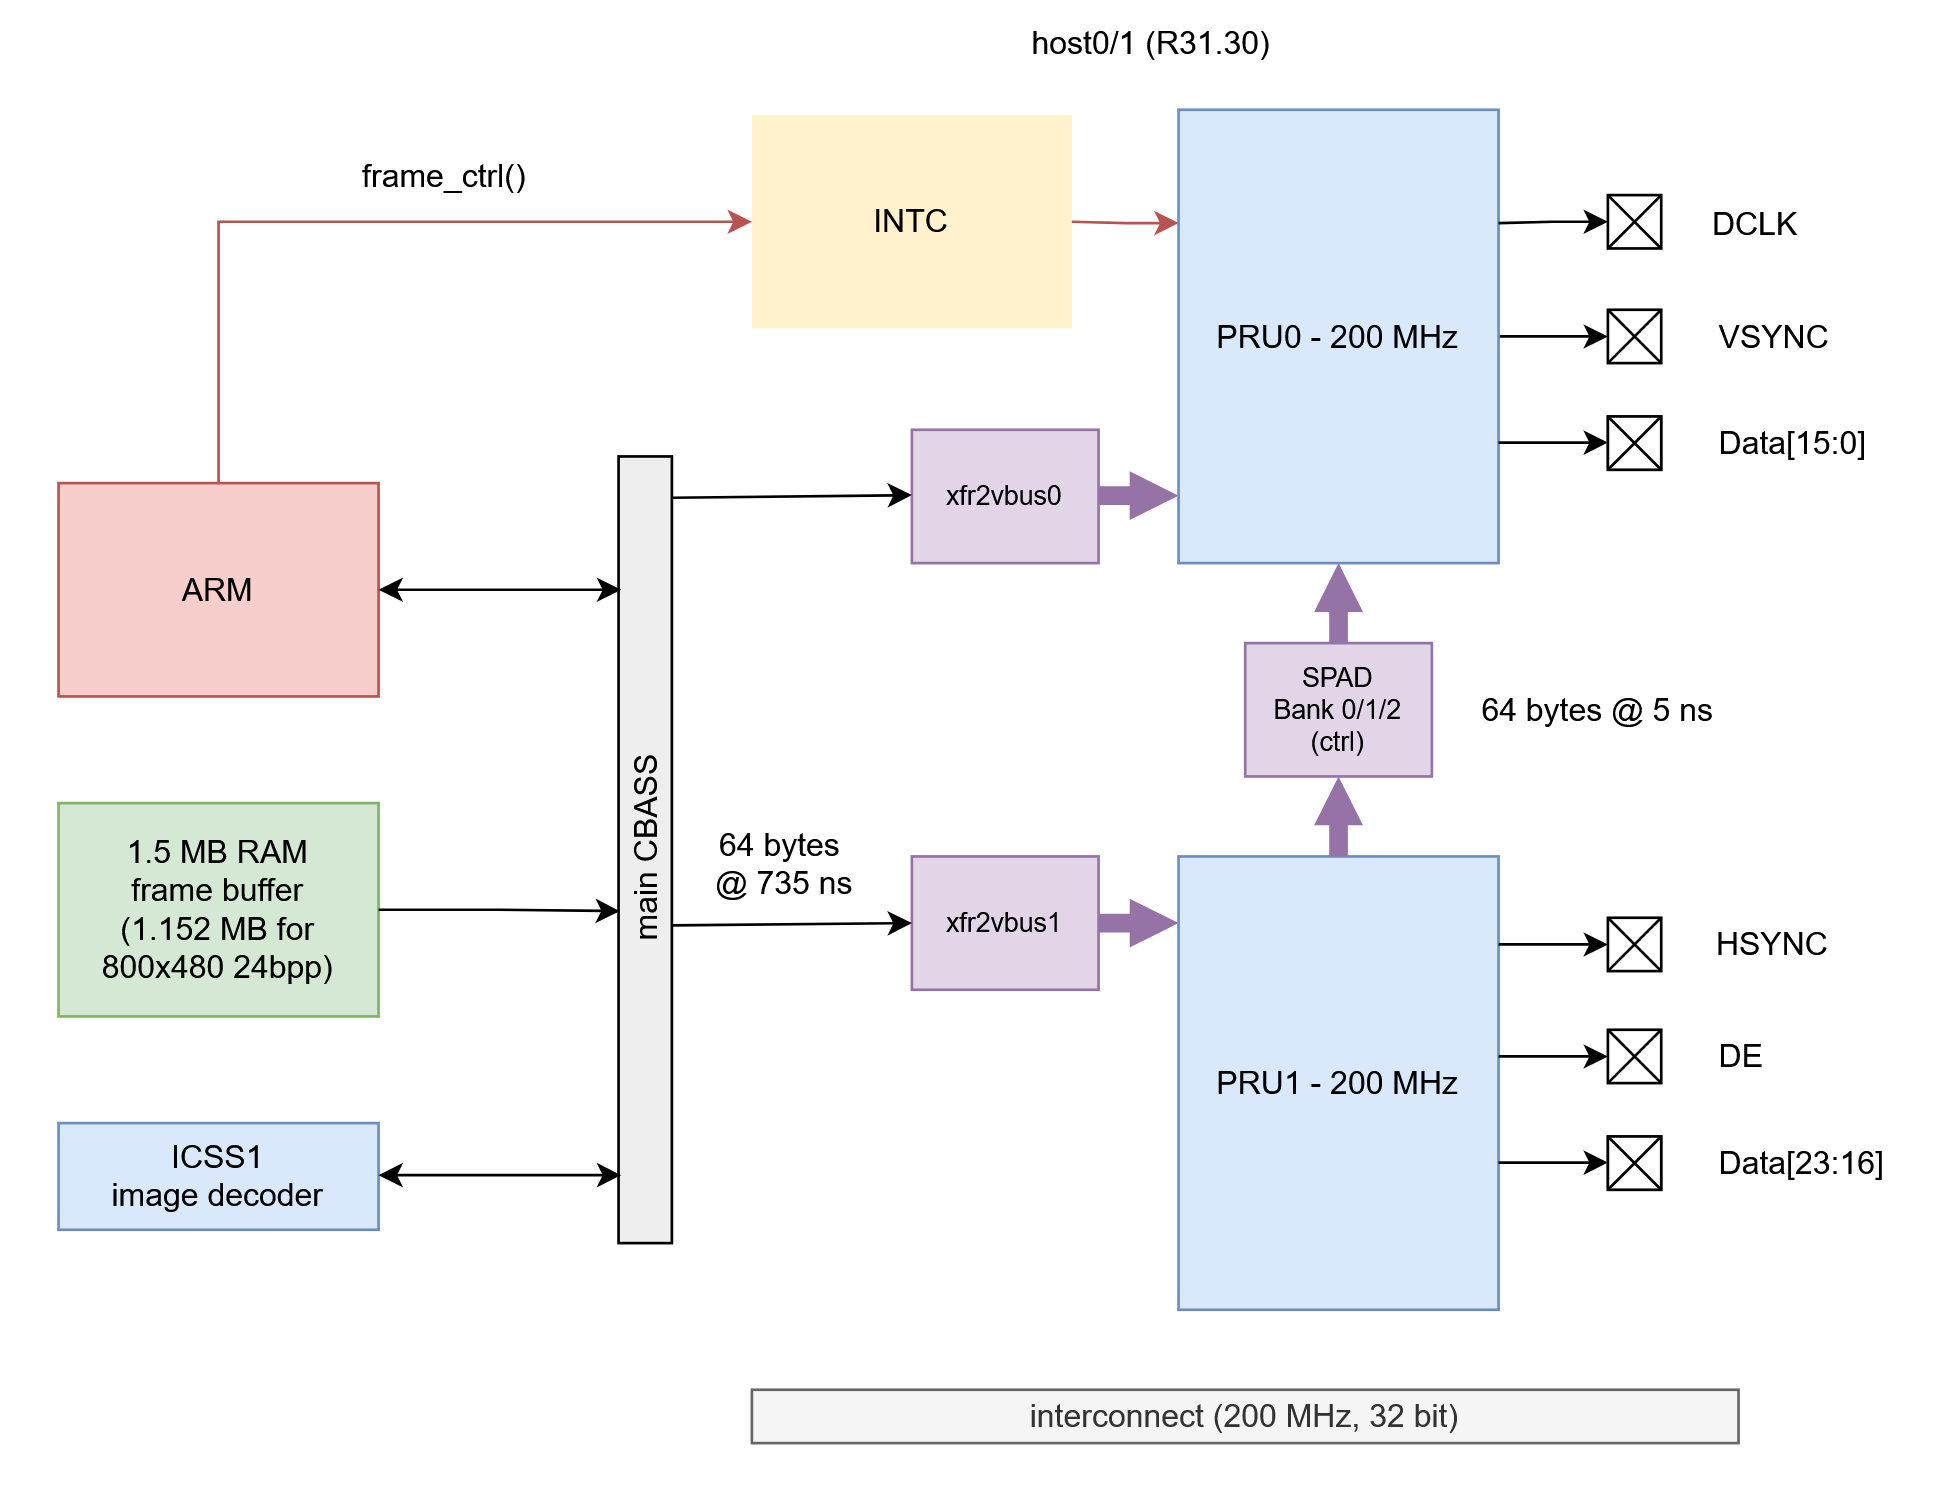 host0/1 (R31.30)
frame_ctrl()
INTC
PRU0 - 200 MHz
DCLK
VSYNC
Data[15:0]
xfr2vbus0
ARM
SPAD
Bank 0/1/2
(ctrl)
64 bytes @ 5 ns
main CBASS
1.5 MB RAM
frame buffer
(1.152 MB for
800x480 24bpp)
64 bytes
@ 735 ns
xfr2vbus1
PRU1 - 200 MHz
HSYNC
DE
Data[23:16]
ICSS1
image decoder
interconnect (200 MHz, 32 bit)